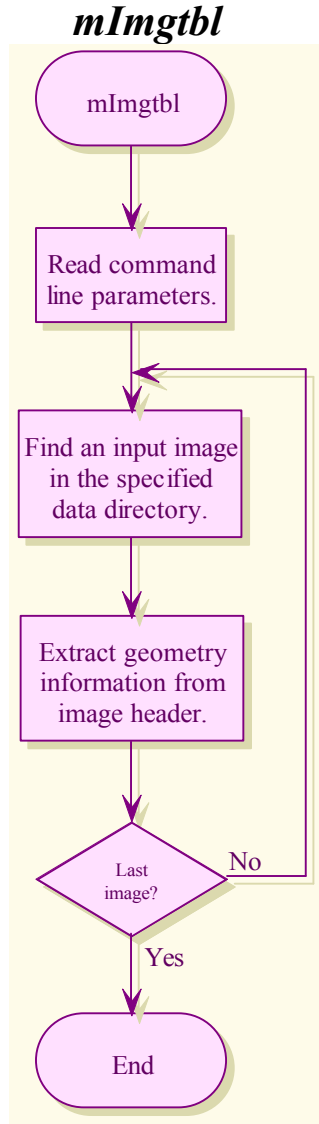 mImgtbl
mImgtbl
Read command
line parameters.
Find an input image
in the specified
data directory.
Extract geometry
information from
image header.
Last
image?
No
Yes
End